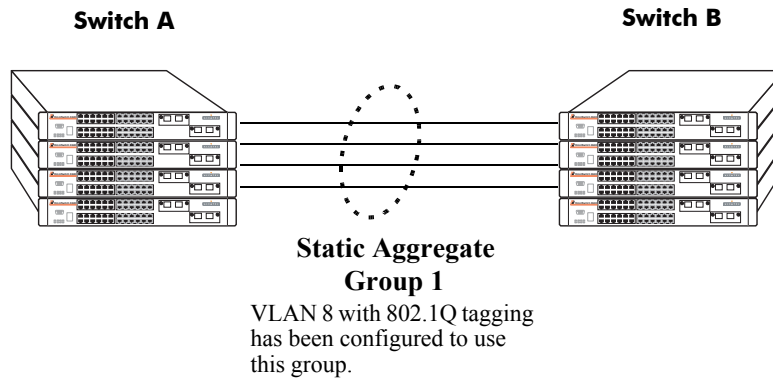 Switch A
Switch B
Static Aggregate
Group 1
VLAN 8 with 802.1Q tagging
has been configured to use
this group.